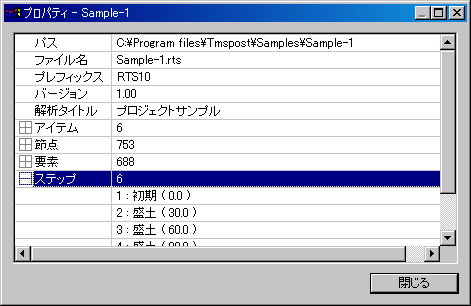 プロパティ - Sample-1
パス C:¥Program files¥Tmspost¥Samples¥Sample-1
ファイル名 Sample-1.rts
プレフィックス RTS10
バージョン 1.00
解析タイトル プロジェクトサンプル
アイテム 6
節点 753
要素 688
ステップ 6
1 : 初期 ( 0.0 )
2 : 盛土 ( 30.0 )
3 : 盛土 ( 60.0 )
閉じる